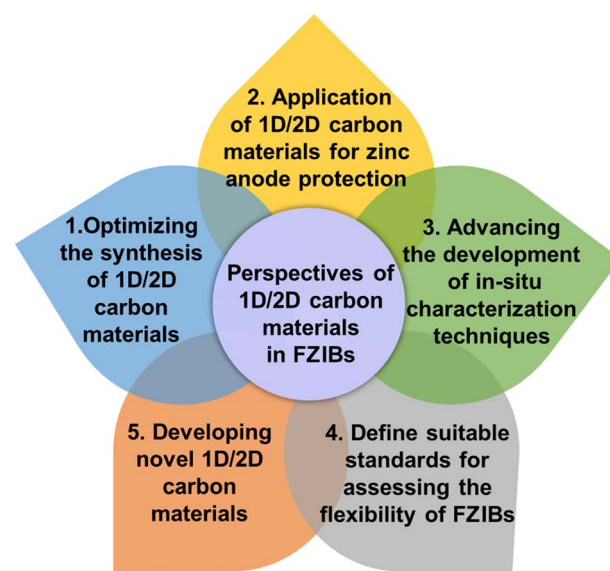 2. Application
of 1D/2D carbon
materials for zinc
anode protection
1.Optimizing
the synthesis
of 1D/2D
carbon
materials
3. Advancing
the development
of in-situ
characterization
techniques
Perspectives of
1D/2D carbon
materials
in FZIBs
5. Developing
novel 1D/2D
carbon
materials
4. Define suitable
standards for
assessing the
flexibility of FZIBs